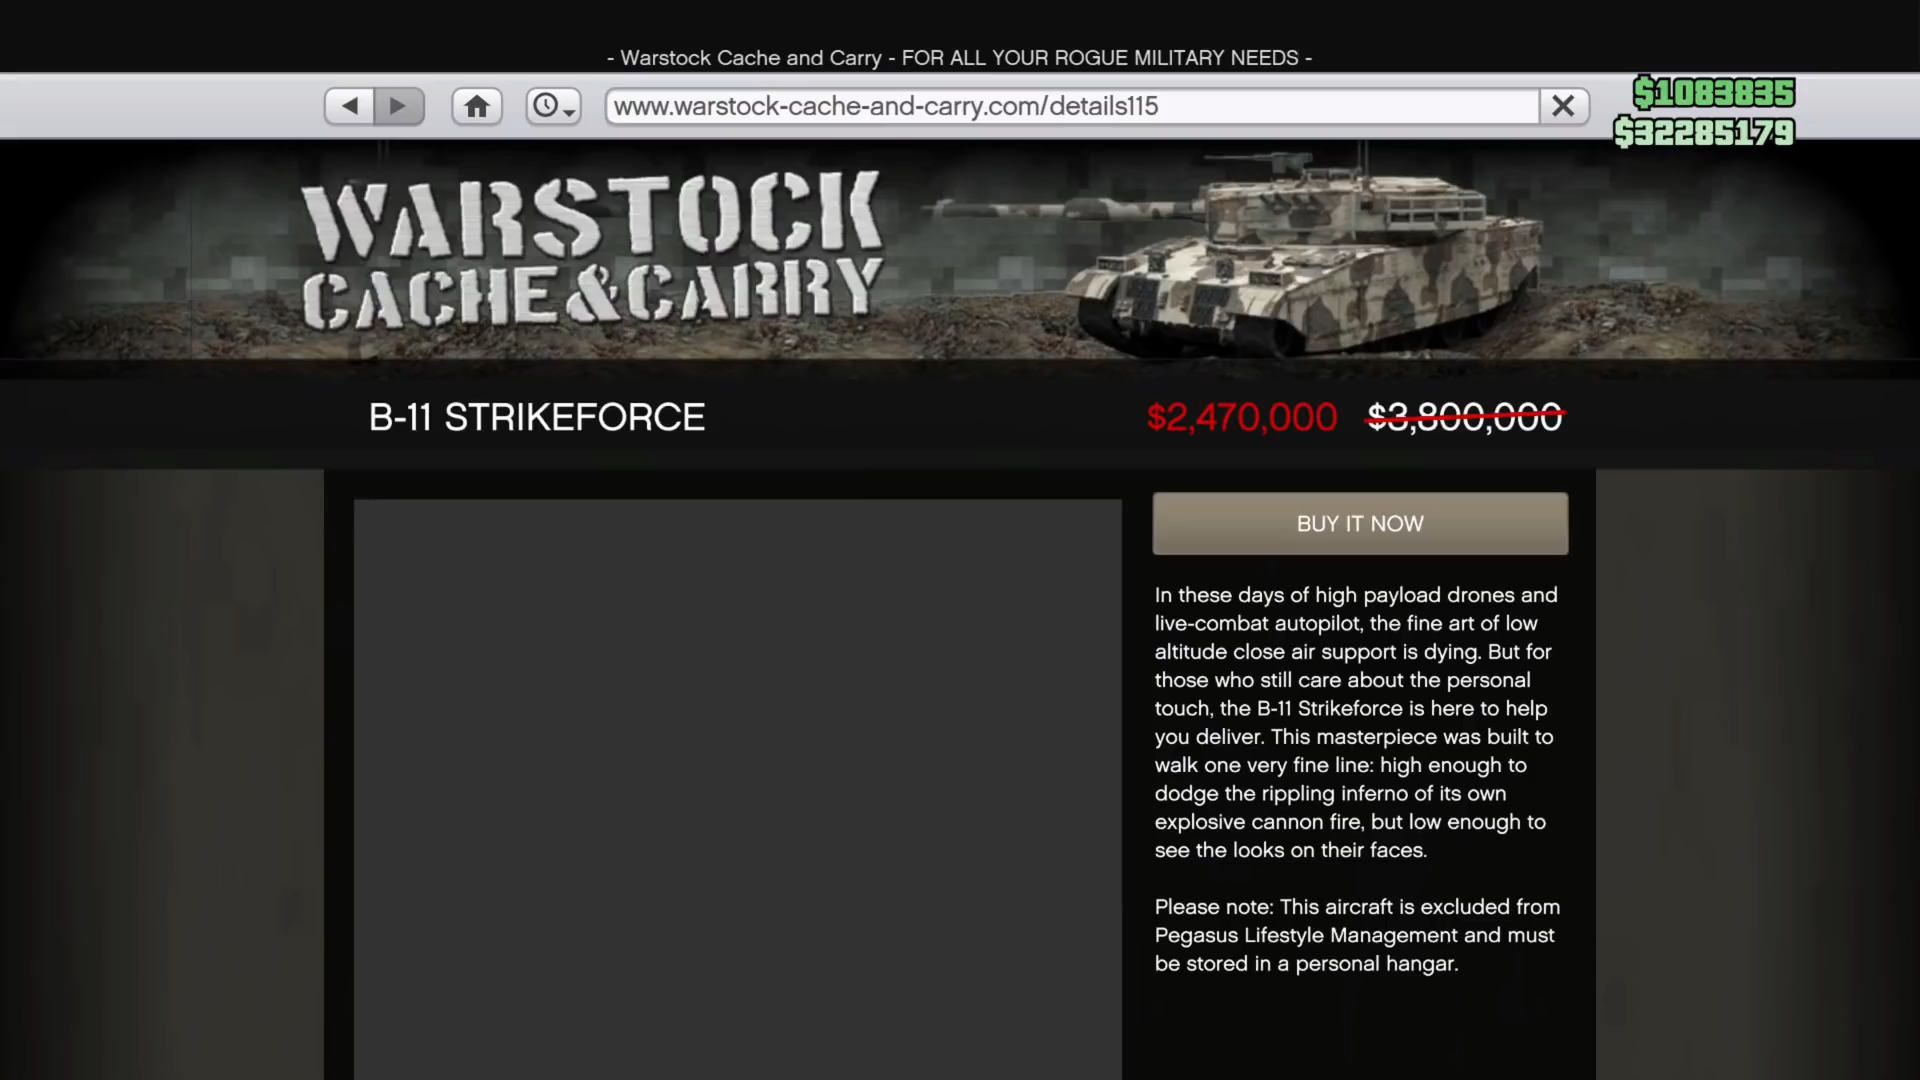 - Warstock Cache and Carry - FOR ALL YOUR ROGUE MILITARY NEEDS -
www.warstock-cache-and-carry.com/details115
$1083835
$32285179
WARSTOCK
CACHE & CARRY
B-11 STRIKEFORCE
$2,470,000 $3,800,000
BUY IT NOW
In these days of high payload drones and
live-combat autopilot, the fine art of low
altitude close air support is dying. But for
those who still care about the personal
touch, the B-11 Strikeforce is here to help
you deliver. This masterpiece was built to
walk one very fine line: high enough to
dodge the rippling inferno of its own
explosive cannon fire, but low enough to
see the looks on their faces.
Please note: This aircraft is excluded from
Pegasus Lifestyle Management and must
be stored in a personal hangar.